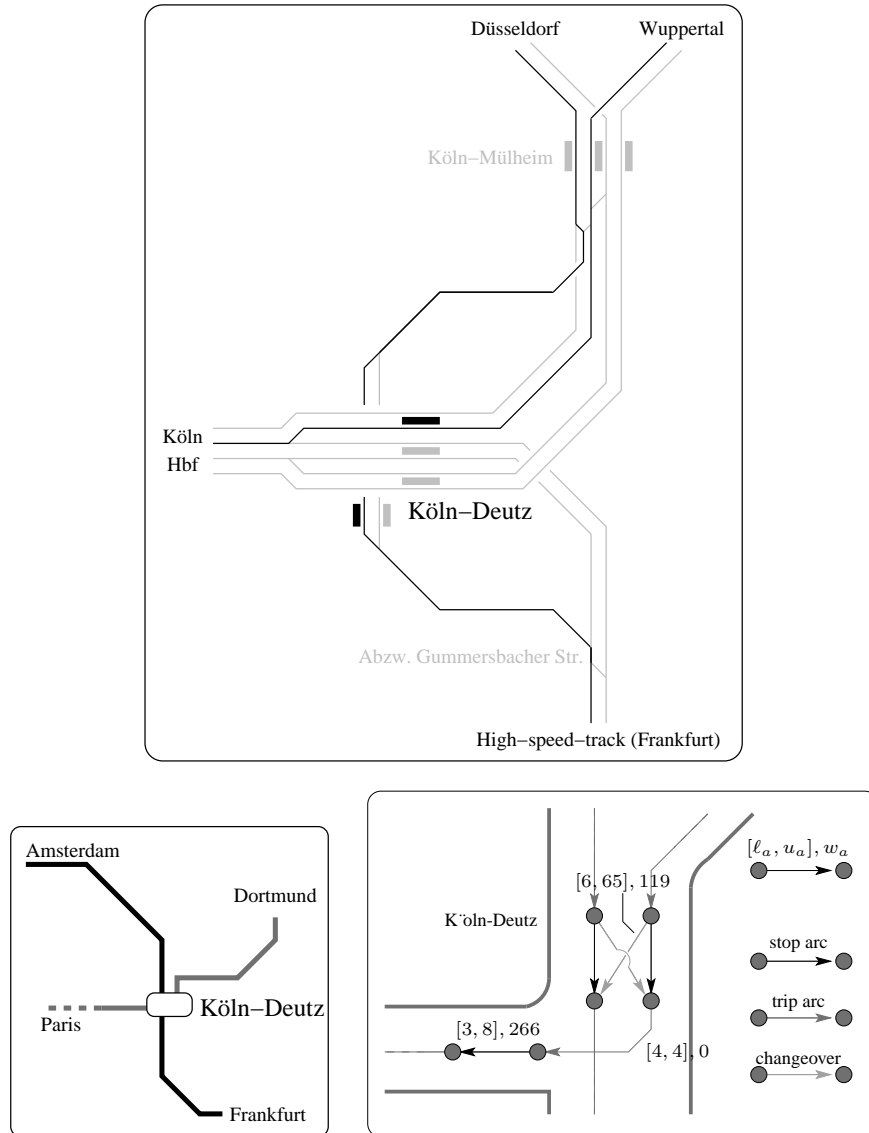 Düsseldorf Wuppertal
Köln−Mülheim
Köln
Hbf
Köln−Deutz
Abzw. Gummersbacher Str.
High−speed−track (Frankfurt)
Amsterdam
Dortmund
Köln−Deutz
Paris
Frankfurt
[ℓₐ, uₐ], wₐ
[6, 65], 119
K¨oln-Deutz
stop arc
trip arc
[3, 8], 266
[4, 4], 0
changeover